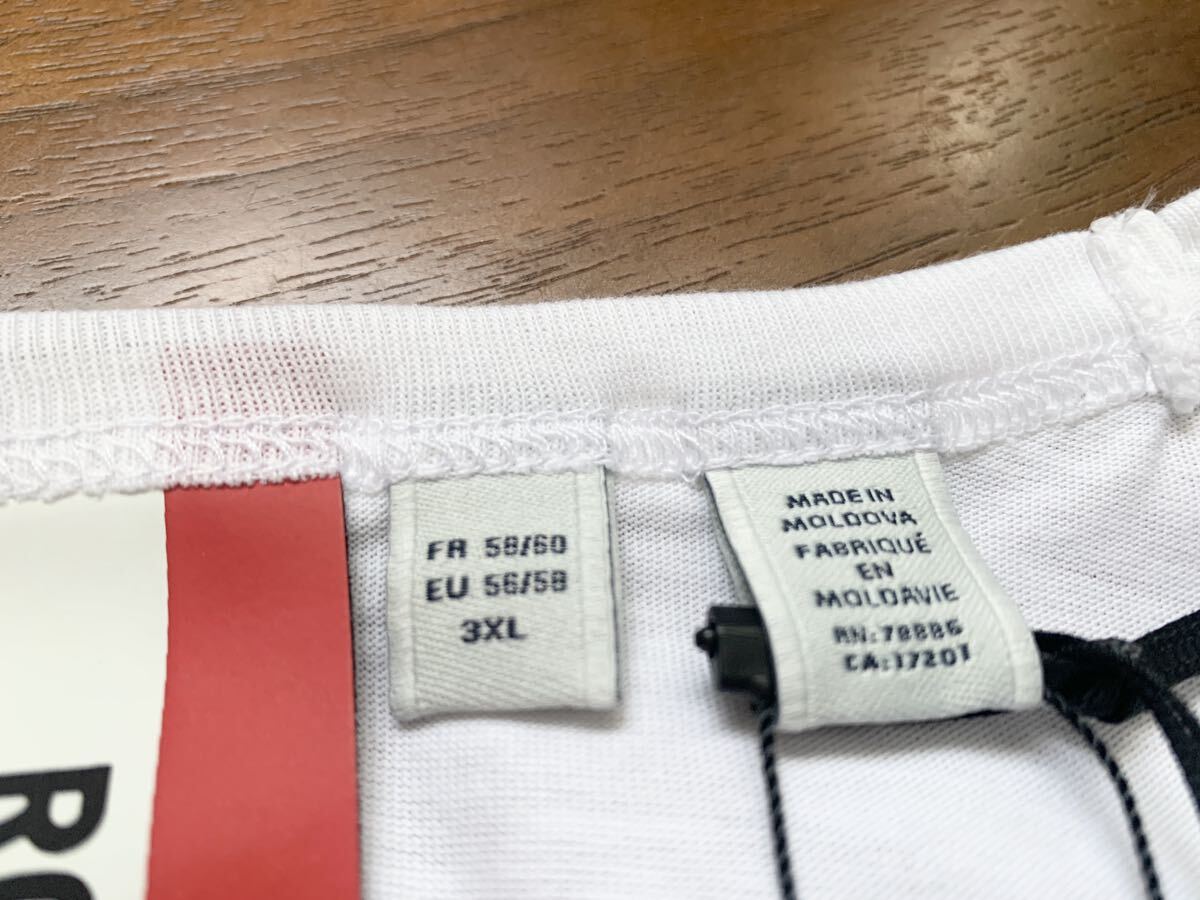 FR 58/60
EU 56/58
3XL
MADE IN
MOLDOVA
FABRIQUÉ
EN
MOLDAVIE
RN: 78886
CA: 17201